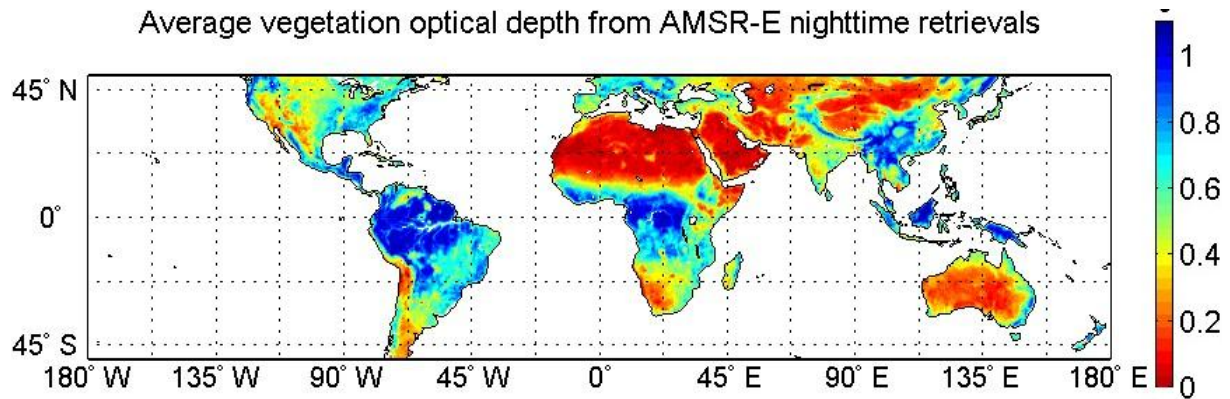 Average vegetation optical depth from AMSR-E nighttime retrievals
1
45° N
0.8
0.6
0°
0.4
0.2
45° S
0
180° W 135° W 90° W 45° W 0° 45° E 90° E 135° E 180° E